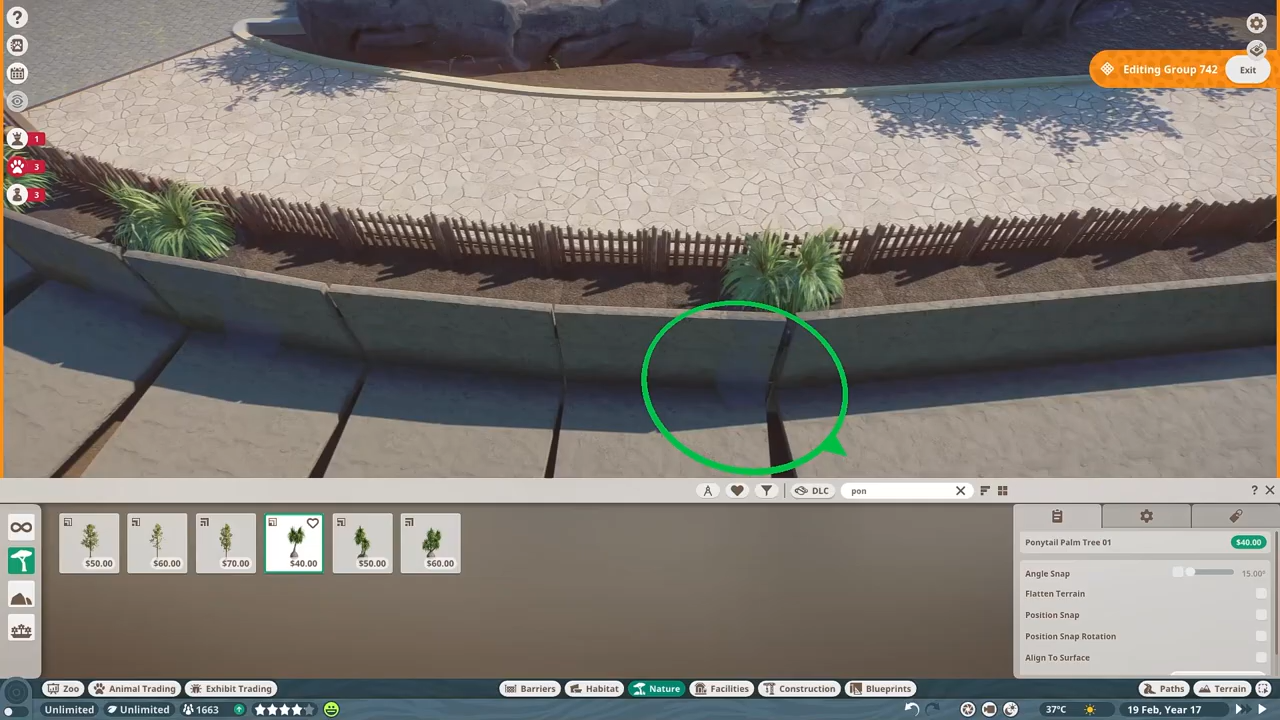 ?
Editing Group 742
Exit
1
3
3
DLC
pon
?
$50.00
$60.00
$70.00
$40.00
$50.00
$60.00
Ponytail Palm Tree 01
$40.00
Angle Snap
15.00°
Flatten Terrain
Position Snap
Position Snap Rotation
Align To Surface
Zoo
Animal Trading
Exhibit Trading
Barriers
Habitat
Nature
Facilities
Construction
Blueprints
Paths
Terrain
Unlimited
Unlimited
1663
37°C
19 Feb, Year 17